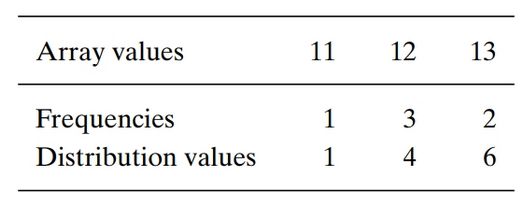 Array values 11 12 13
Frequencies 1 3 2
Distribution values 1 4 6